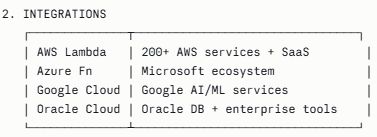 2. INTEGRATIONS
AWS Lambda | 200+ AWS services + SaaS
Azure Fn | Microsoft ecosystem
Google Cloud | Google AI/ML services
Oracle Cloud | Oracle DB + enterprise tools